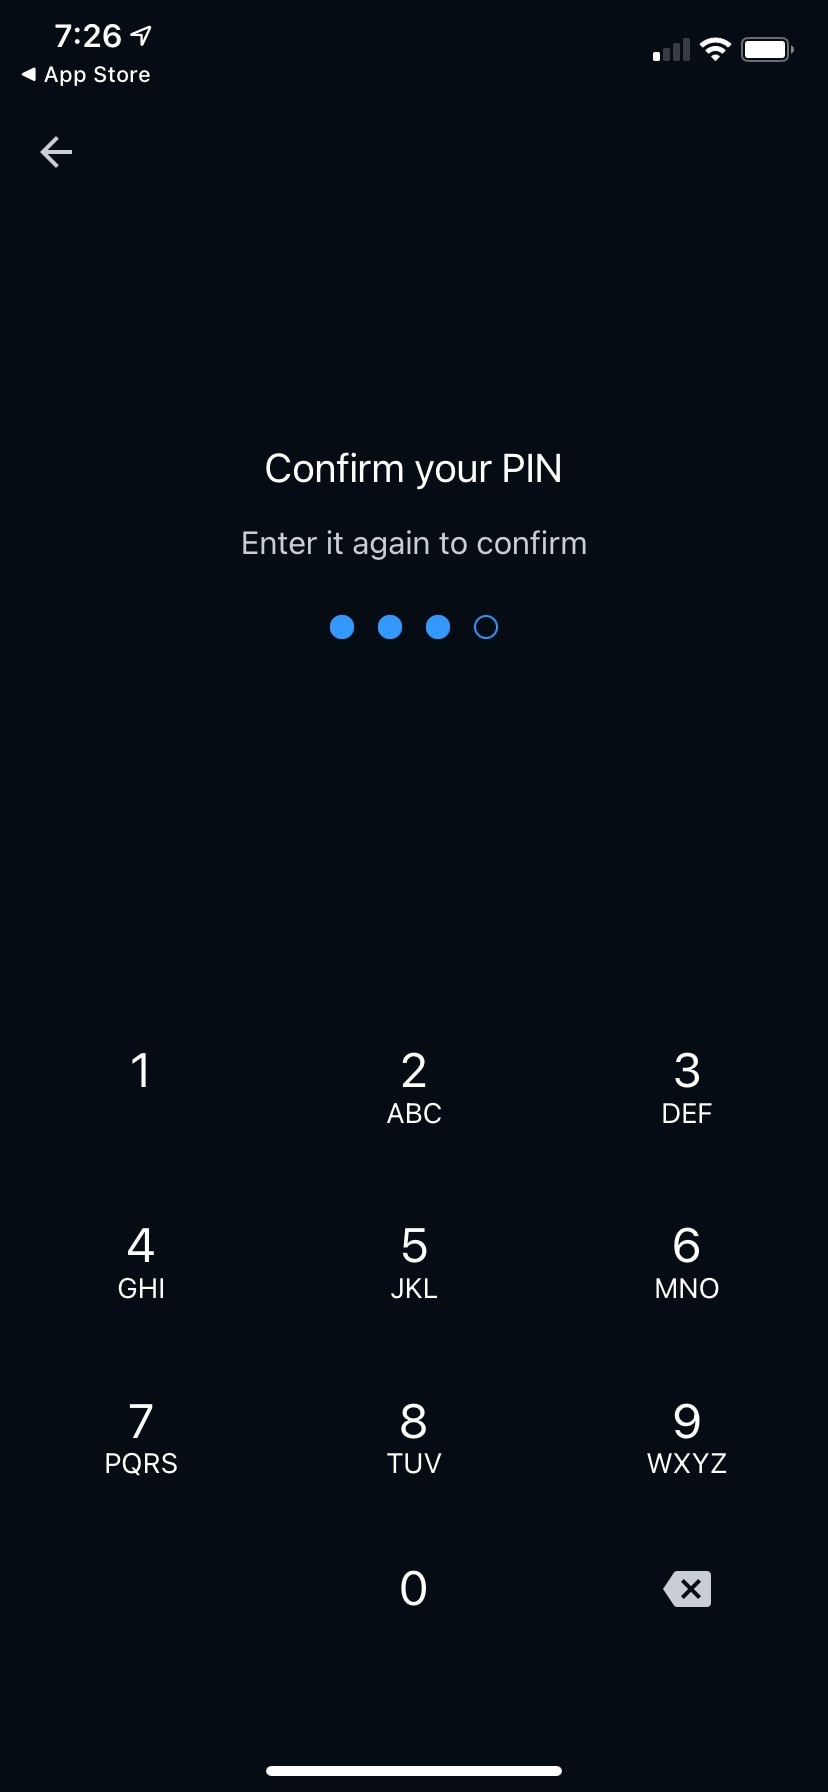 7:26
App Store
Confirm your PIN
Enter it again to confirm
1
2
3
ABC
DEF
4
5
6
GHI
JKL
MNO
7
8
9
PQRS
TUV
WXYZ
0